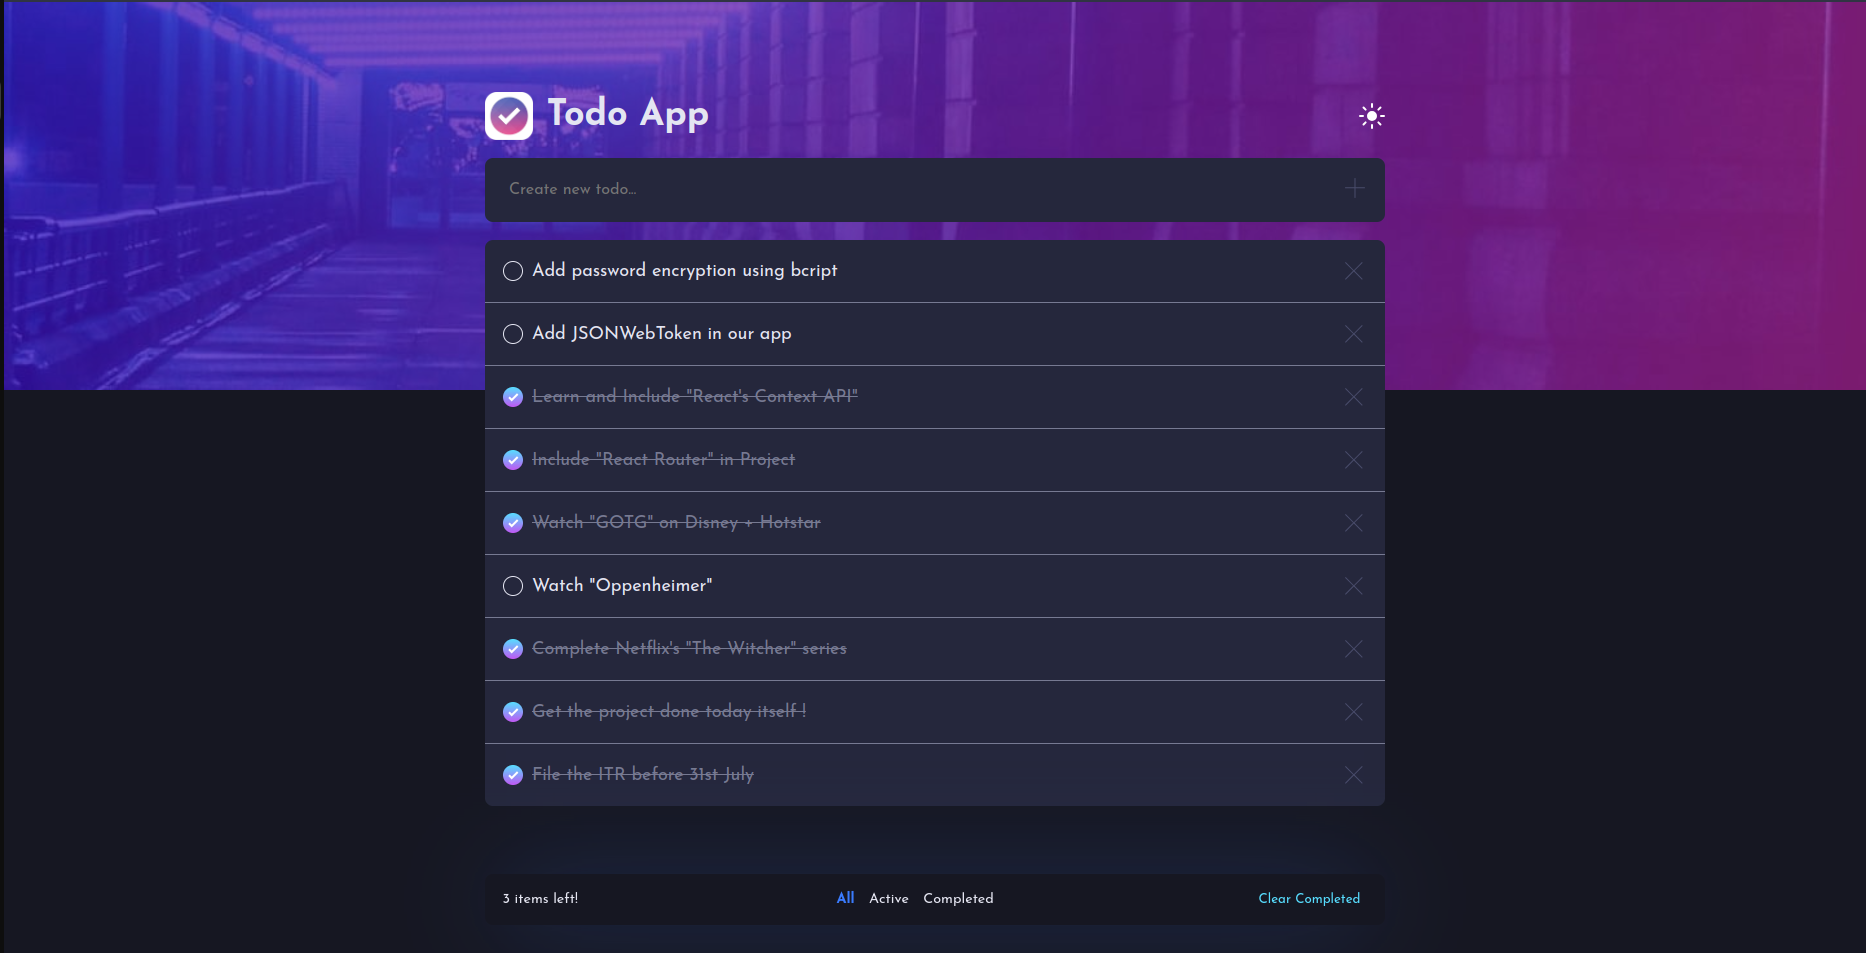 Todo App
Create new todo...
Add password encryption using bcript
Add JSONWebToken in our app
Learn and Include "React's Context API"
Include "React Router" in Project
Watch "GOTG" on Disney + Hotstar
Watch "Oppenheimer"
Complete Netflix's "The Witcher" series
Get the project done today itself !
File the ITR before 31st July
3 items left! All Active Completed Clear Completed